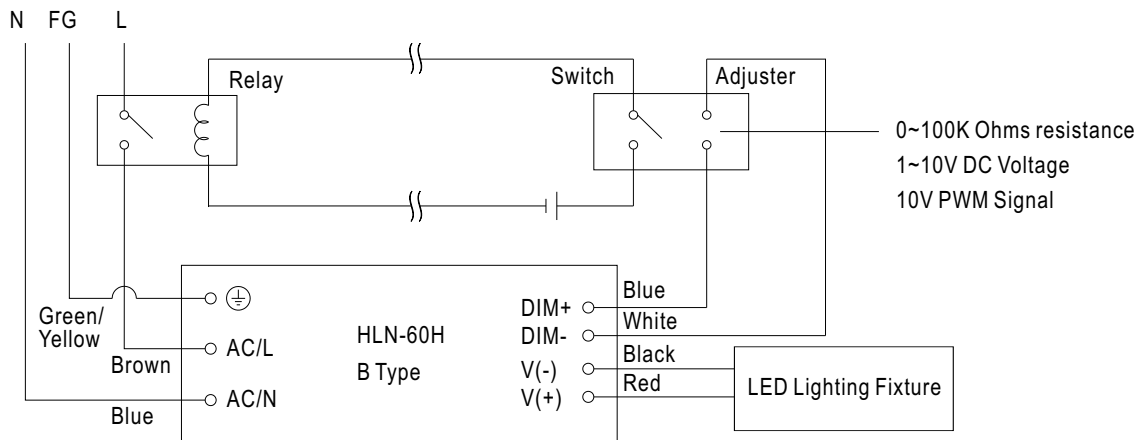 N FG L
Relay
Switch
Adjuster
0~100K Ohms resistance
1~10V DC Voltage
10V PWM Signal
Green/
Yellow
Brown
Blue
AC/L
AC/N
HLN-60H
B Type
DIM+
DIM-
V(-)
V(+)
Blue
White
Black
Red
LED Lighting Fixture